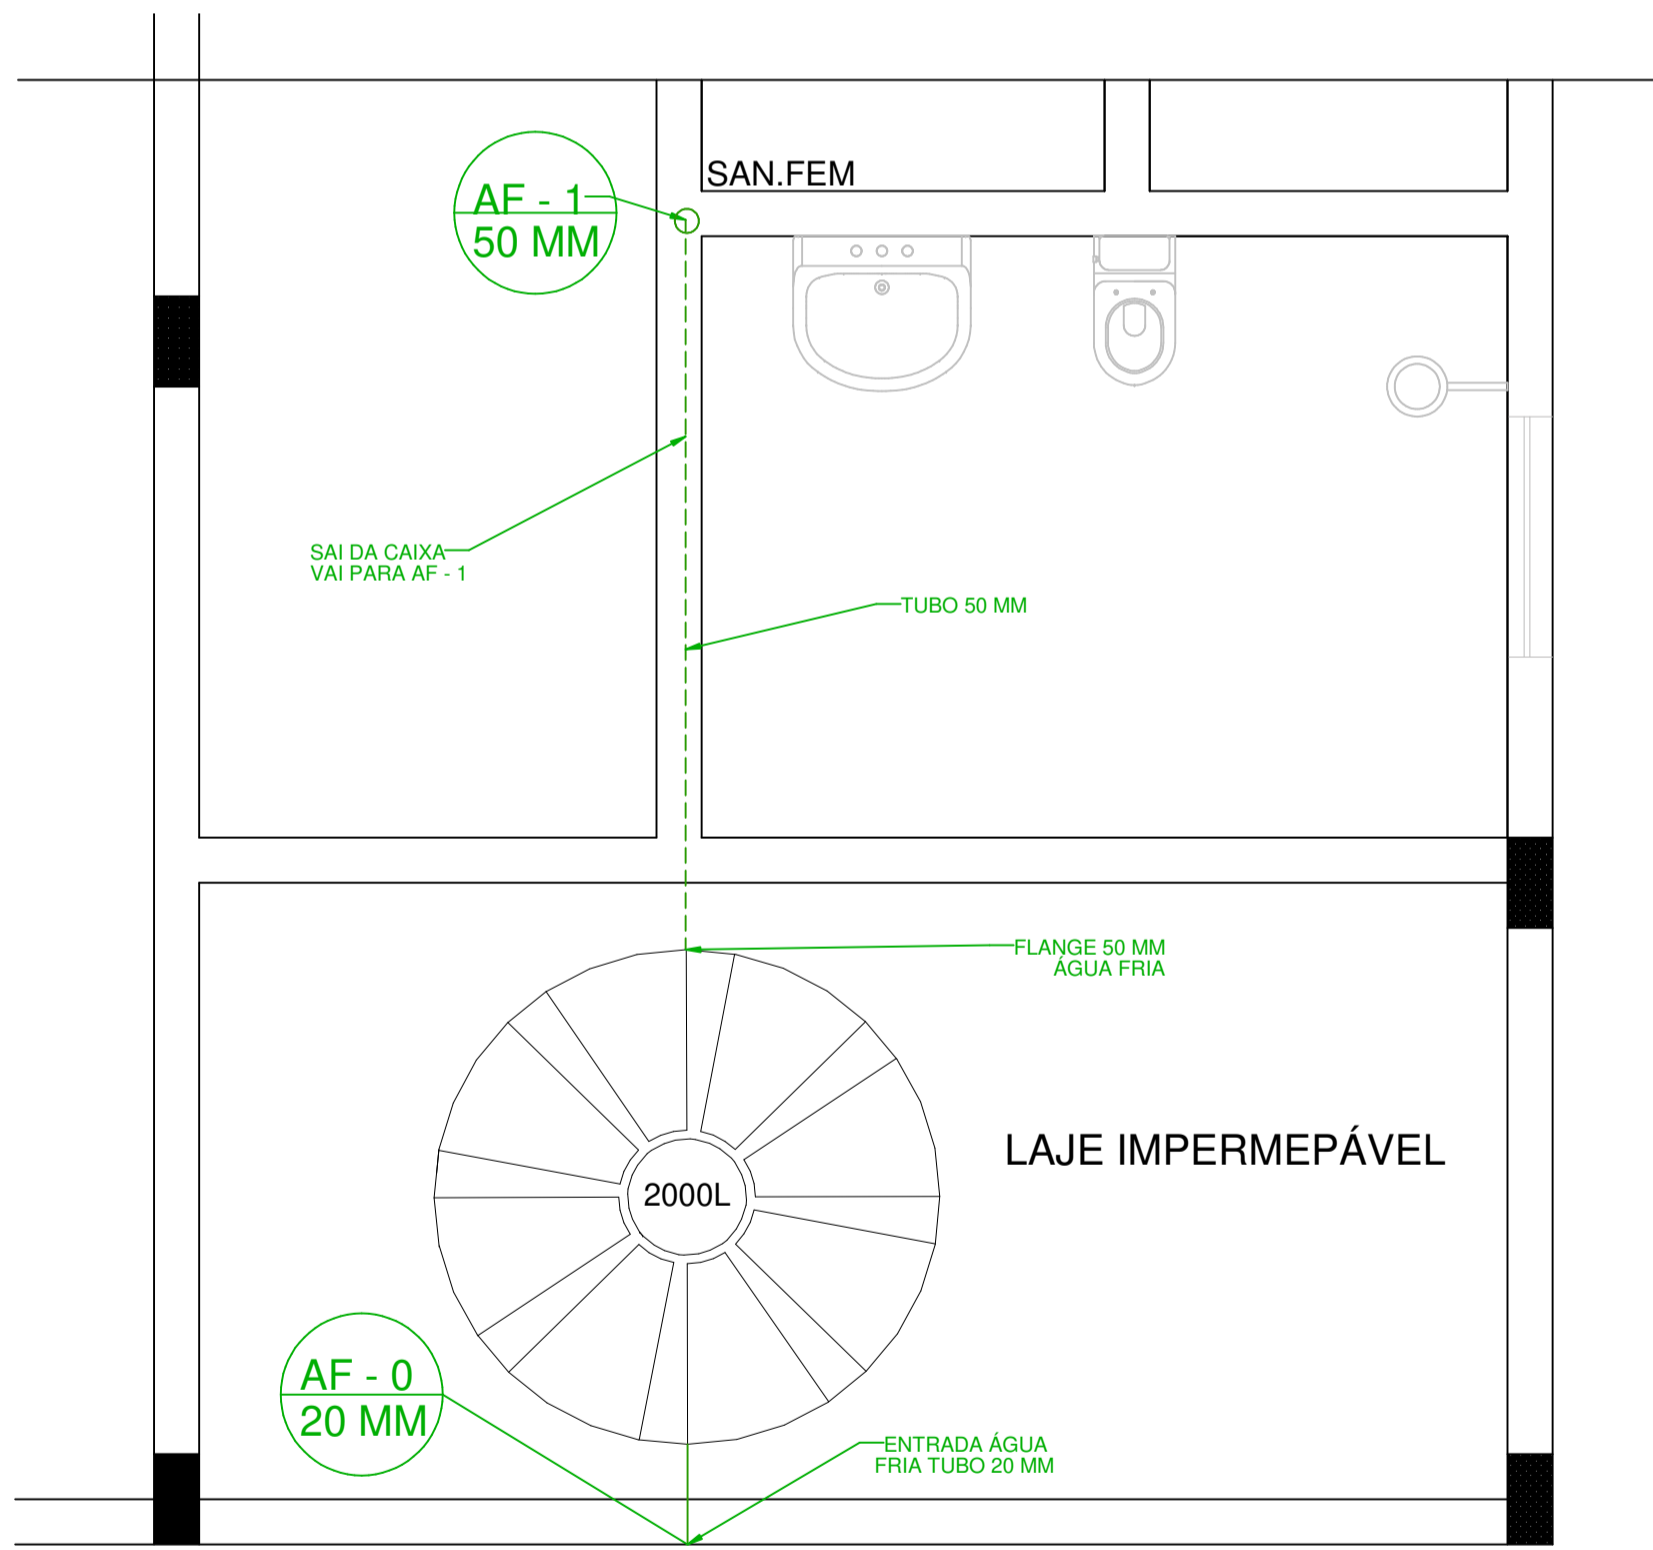 SAN.FEM
AF - 1
50 MM
SAI DA CAIXA
VAI PARA AF - 1
TUBO 50 MM
FLANGE 50 MM
ÁGUA FRIA
LAJE IMPERMEPÁVEL
2000L
AF - 0
20 MM
ENTRADA ÁGUA
FRIA TUBO 20 MM